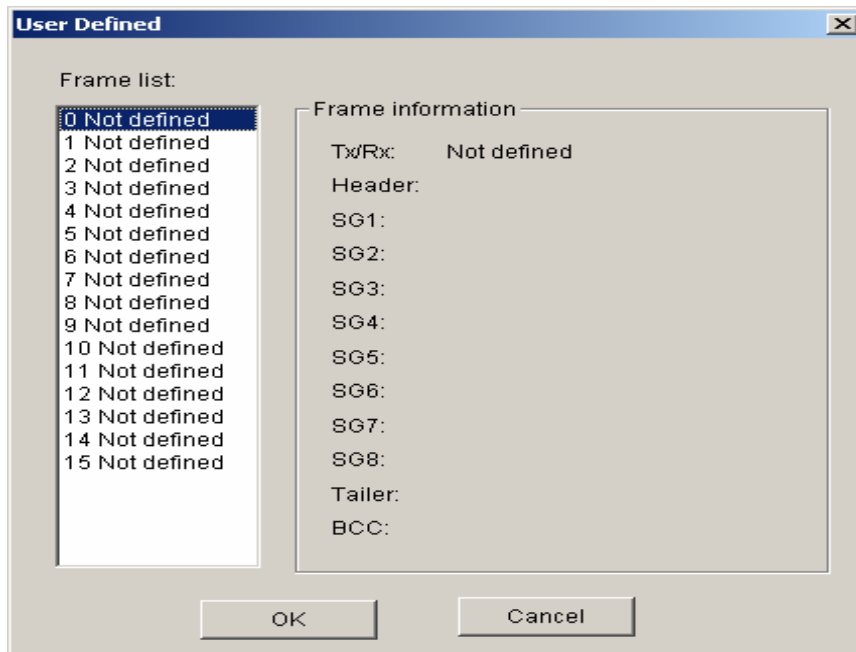 User Defined
Frame list:
0 Not defined
1 Not defined
2 Not defined
3 Not defined
4 Not defined
5 Not defined
6 Not defined
7 Not defined
8 Not defined
9 Not defined
10 Not defined
11 Not defined
12 Not defined
13 Not defined
14 Not defined
15 Not defined
Frame information
Tx/Rx: Not defined
Header:
SG1:
SG2:
SG3:
SG4:
SG5:
SG6:
SG7:
SG8:
Tailer:
BCC:
OK
Cancel